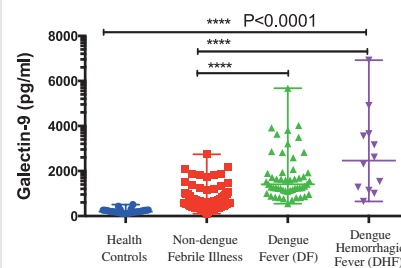 **** P<0.0001
****
****
Galectin-9 (pg/ml)
8000
6000
4000
2000
0
Health
Controls
Non-dengue
Febrile Illness
Dengue
Fever (DF)
Dengue
Hemorrhagic
Fever (DHF)